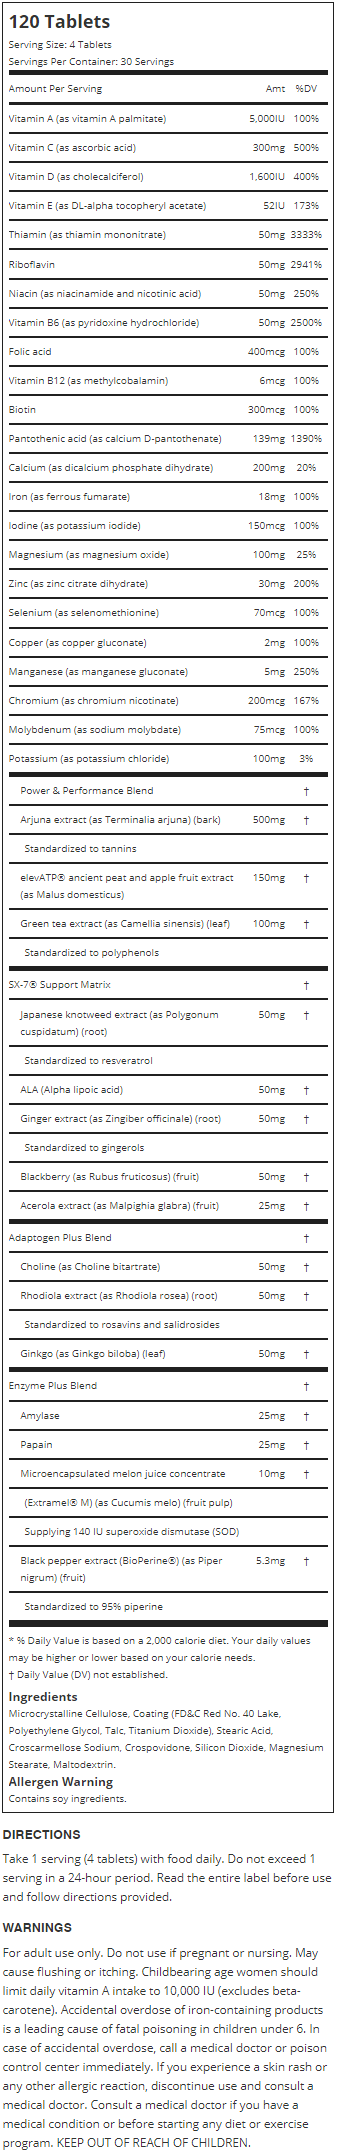 120 Tablets
Serving Size: 4 Tablets
Servings Per Container: 30 Servings
Amount Per Serving Amt %DV
Vitamin A (as vitamin A palmitate) 5,000IU 100%
Vitamin C (as ascorbic acid) 300mg 500%
Vitamin D (as cholecalciferol) 1,600IU 400%
Vitamin E (as DL-alpha tocopheryl acetate) 52IU 173%
Thiamin (as thiamin mononitrate) 50mg 3333%
Riboflavin 50mg 2941%
Niacin (as niacinamide and nicotinic acid) 50mg 250%
Vitamin B6 (as pyridoxine hydrochloride) 50mg 2500%
Folic acid 400mcg 100%
Vitamin B12 (as methylcobalamin) 6mcg 100%
Biotin 300mcg 100%
Pantothenic acid (as calcium D-pantothenate) 139mg 1390%
Calcium (as dicalcium phosphate dihydrate) 200mg 20%
Iron (as ferrous fumarate) 18mg 100%
Iodine (as potassium iodide) 150mcg 100%
Magnesium (as magnesium oxide) 100mg 25%
Zinc (as zinc citrate dihydrate) 30mg 200%
Selenium (as selenomethionine) 70mcg 100%
Copper (as copper gluconate) 2mg 100%
Manganese (as manganese gluconate) 5mg 250%
Chromium (as chromium nicotinate) 200mcg 167%
Molybdenum (as sodium molybdate) 75mcg 100%
Potassium (as potassium chloride) 100mg 3%
Power & Performance Blend †
Arjuna extract (as Terminalia arjuna) (bark) 500mg †
Standardized to tannins
elevATP® ancient peat and apple fruit extract 150mg †
(as Malus domesticus)
Green tea extract (as Camellia sinensis) (leaf) 100mg †
Standardized to polyphenols
SX-7® Support Matrix †
Japanese knotweed extract (as Polygonum 50mg †
cuspidatum) (root)
Standardized to resveratrol
ALA (Alpha lipoic acid) 50mg †
Ginger extract (as Zingiber officinale) (root) 50mg †
Standardized to gingerols
Blackberry (as Rubus fruticosus) (fruit) 50mg †
Acerola extract (as Malpighia glabra) (fruit) 25mg †
Adaptogen Plus Blend †
Choline (as Choline bitartrate) 50mg †
Rhodiola extract (as Rhodiola rosea) (root) 50mg †
Standardized to rosavins and salidrosides
Ginkgo (as Ginkgo biloba) (leaf) 50mg †
Enzyme Plus Blend †
Amylase 25mg †
Papain 25mg †
Microencapsulated melon juice concentrate 10mg †
(Extramel® M) (as Cucumis melo) (fruit pulp)
Supplying 140 IU superoxide dismutase (SOD)
Black pepper extract (BioPerine®) (as Piper 5.3mg †
nigrum) (fruit)
Standardized to 95% piperine
* % Daily Value is based on a 2,000 calorie diet. Your daily values
may be higher or lower based on your calorie needs.
† Daily Value (DV) not established.
Ingredients
Microcrystalline Cellulose, Coating (FD&C Red No. 40 Lake,
Polyethylene Glycol, Talc, Titanium Dioxide), Stearic Acid,
Croscarmellose Sodium, Crospovidone, Silicon Dioxide, Magnesium
Stearate, Maltodextrin.
Allergen Warning
Contains soy ingredients.
DIRECTIONS
Take 1 serving (4 tablets) with food daily. Do not exceed 1
serving in a 24-hour period. Read the entire label before use
and follow directions provided.
WARNINGS
For adult use only. Do not use if pregnant or nursing. May
cause flushing or itching. Childbearing age women should
limit daily vitamin A intake to 10,000 IU (excludes beta-
carotene). Accidental overdose of iron-containing products
is a leading cause of fatal poisoning in children under 6. In
case of accidental overdose, call a medical doctor or poison
control center immediately. If you experience a skin rash or
any other allergic reaction, discontinue use and consult a
medical doctor. Consult a medical doctor if you have a
medical condition or before starting any diet or exercise
program. KEEP OUT OF REACH OF CHILDREN.